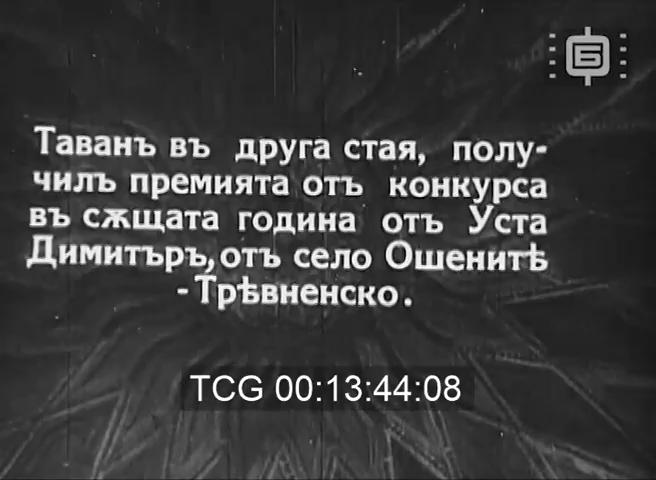 Б
Таванъ въ друга стая, полу-
чилъ премията отъ конкурса
въ сѫщата година отъ Уста
Димитъръ, отъ село Ошенитѣ
-Трѣвненско.
TCG 00:13:44:08